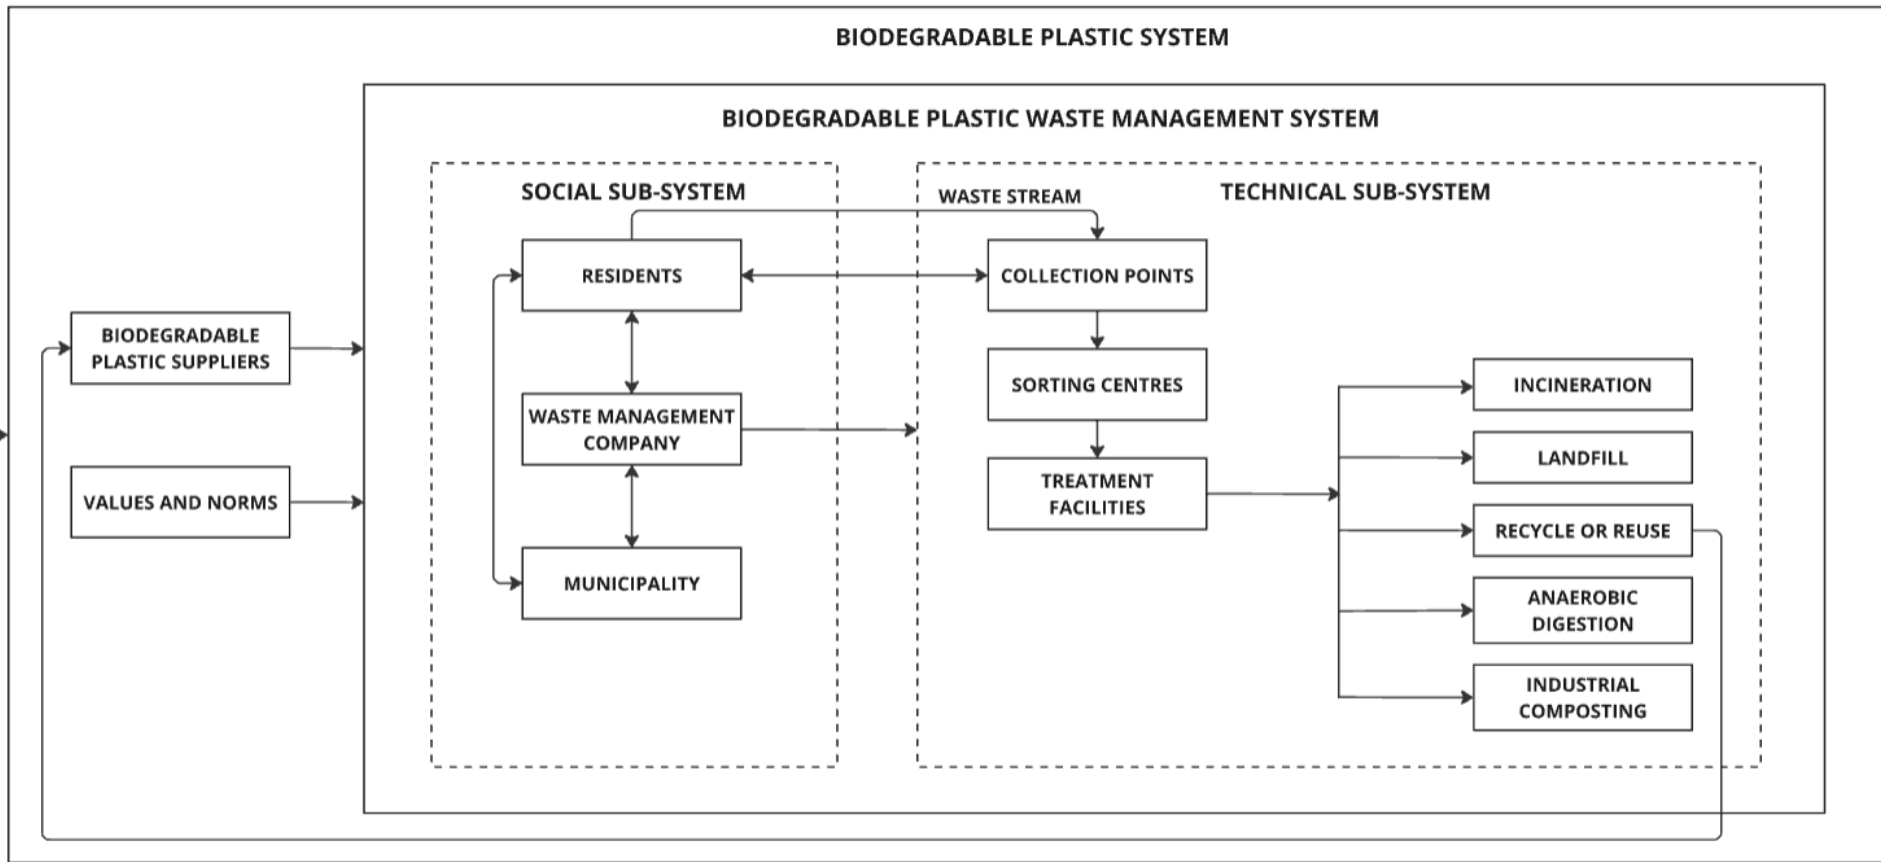 BIODEGRADABLE PLASTIC SYSTEM
BIODEGRADABLE PLASTIC WASTE MANAGEMENT SYSTEM
SOCIAL SUB-SYSTEM
WASTE STREAM
TECHNICAL SUB-SYSTEM
RESIDENTS
COLLECTION POINTS
BIODEGRADABLE
PLASTIC SUPPLIERS
SORTING CENTRES
INCINERATION
WASTE MANAGEMENT
COMPANY
LANDFILL
VALUES AND NORMS
TREATMENT
FACILITIES
RECYCLE OR REUSE
MUNICIPALITY
ANAEROBIC
DIGESTION
INDUSTRIAL
COMPOSTING